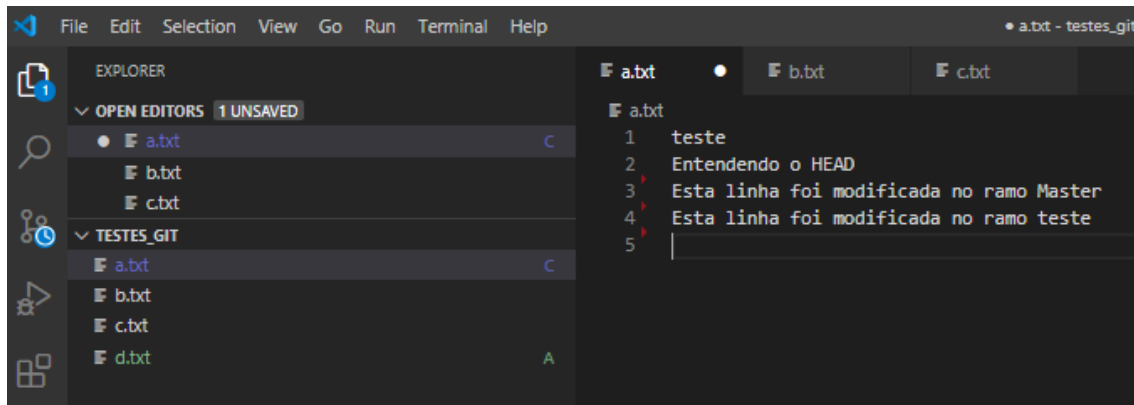 File Edit Selection View Go Run Terminal Help
● a.txt - testes_git
EXPLORER
OPEN EDITORS 1 UNSAVED
● a.txt C
b.txt
c.txt
TESTES_GIT
a.txt C
b.txt
c.txt
d.txt A
1
a.txt ● b.txt c.txt
a.txt
1 teste
2 Entendendo o HEAD
3 Esta linha foi modificada no ramo Master
4 Esta linha foi modificada no ramo teste
5